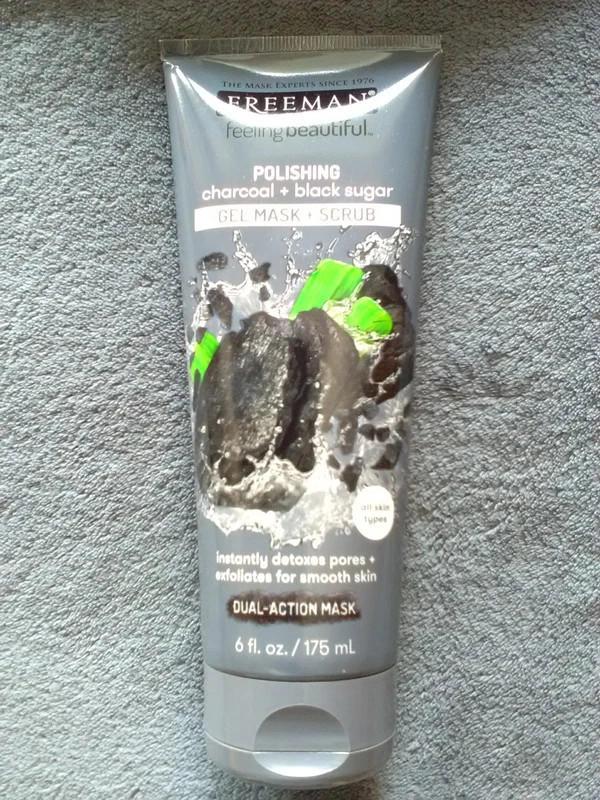 THE MASK EXPERTS SINCE 1976
FREEMAN®
feeling beautiful™
POLISHING
charcoal + black sugar
GEL MASK + SCRUB
all skin
types
instantly detoxes pores +
exfoliates for smooth skin
DUAL-ACTION MASK
6 fl. oz. / 175 mL